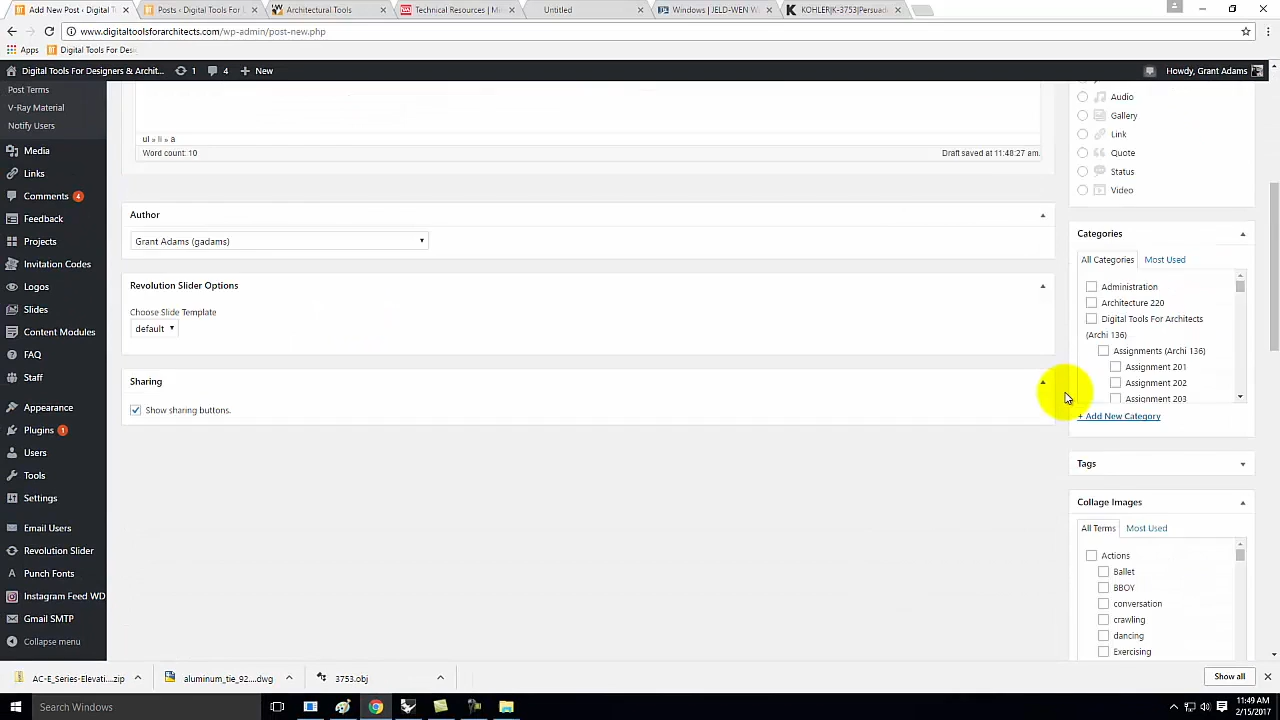 Add New Post ‹ Digital T
Posts ‹ Digital Tools For
Architectural.Tools
Technical Resources | Mi
Untitled
Windows | JELD-WEN W
KOHLER|K-3753|Persuad
www.digitaltoolsforarchitects.com/wp-admin/post-new.php
Apps
Digital Tools For Desi
Digital Tools For Designers & Archit...
1
4
New
Howdy, Grant Adams
Post Terms
V-Ray Material
Notify Users
Media
Links
Comments 4
Feedback
Projects
Invitation Codes
Logos
Slides
Content Modules
FAQ
Staff
Appearance
Plugins 1
Users
Tools
Settings
Email Users
Revolution Slider
Punch Fonts
Instagram Feed WD
Gmail SMTP
Collapse menu
ul » li » a
Word count: 10
Draft saved at 11:48:27 am.
Author
Grant Adams (gadams)
Revolution Slider Options
Choose Slide Template
default
Sharing
Show sharing buttons.
Audio
Gallery
Link
Quote
Status
Video
Categories
All Categories
Most Used
Administration
Architecture 220
Digital Tools For Architects
(Archi 136)
Assignments (Archi 136)
Assignment 201
Assignment 202
Assignment 203
+ Add New Category
Tags
Collage Images
All Terms
Most Used
Actions
Ballet
BBOY
conversation
crawling
dancing
Exercising
AC-E_Series-Elevati....zip
aluminum_tie_92....dwg
3753.obj
Show all
Search Windows
11:49 AM
2/15/2017